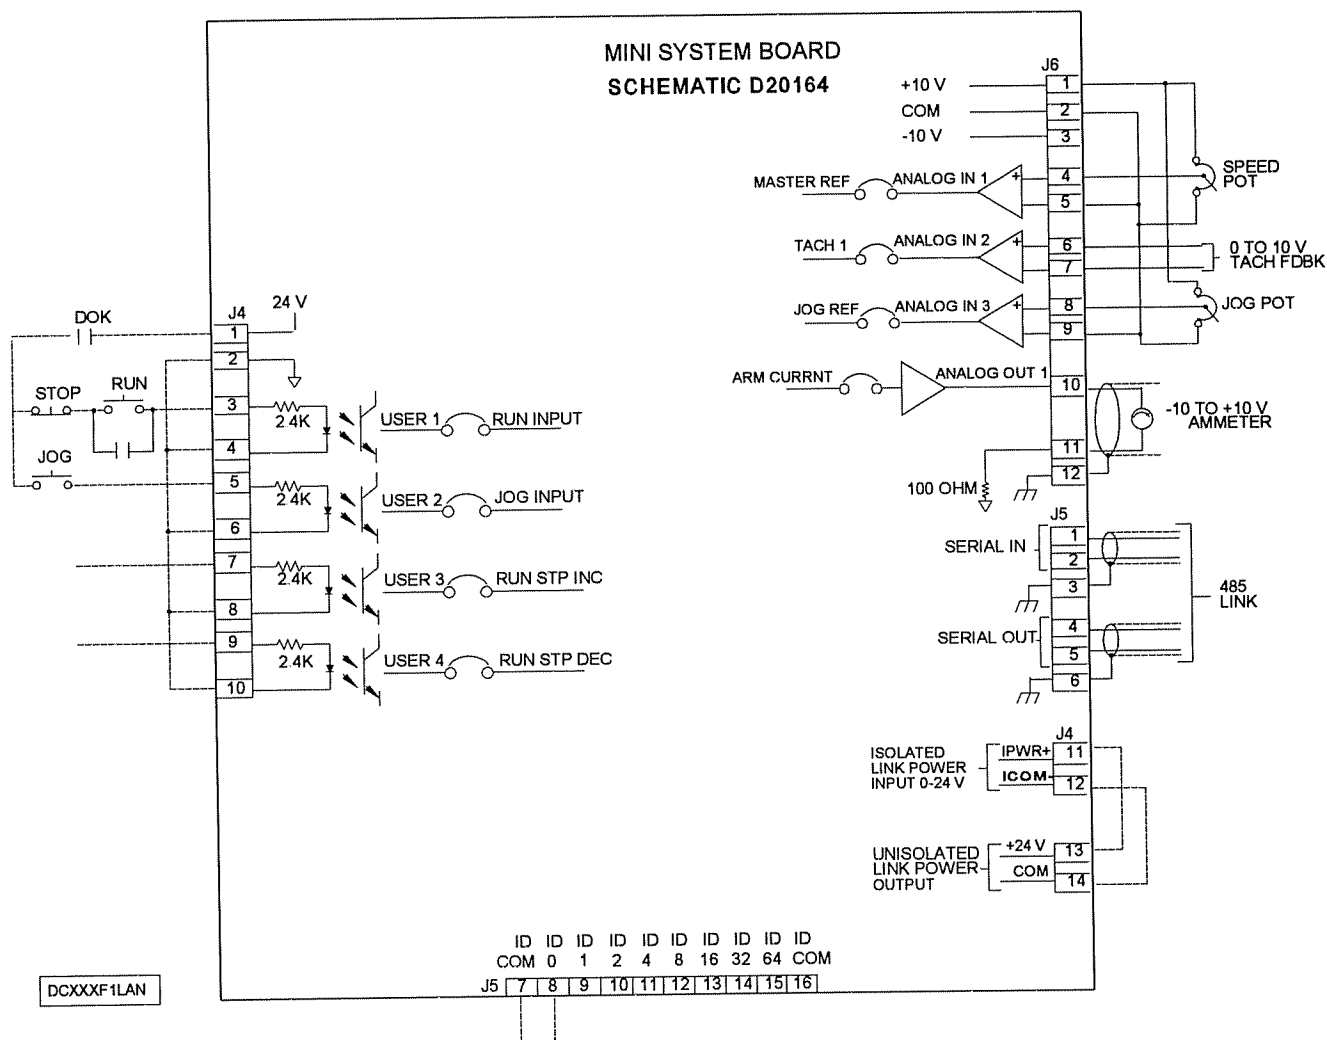 MINI SYSTEM BOARD
SCHEMATIC D20164
J6
+10 V
1
COM
2
-10 V
3
MASTER REF
ANALOG IN 1
4
5
SPEED
POT
TACH 1
ANALOG IN 2
6
7
0 TO 10 V
TACH FDBK
JOG REF
ANALOG IN 3
8
9
JOG POT
ARM CURRNT
ANALOG OUT 1
10
-10 TO +10 V
AMMETER
11
12
100 OHM
J4
24 V
DOK
1
2
STOP
RUN
3
2.4K
4
USER 1
RUN INPUT
JOG
5
2.4K
6
USER 2
JOG INPUT
7
2.4K
8
USER 3
RUN STP INC
9
2.4K
10
USER 4
RUN STP DEC
J5
SERIAL IN
1
2
3
485
LINK
SERIAL OUT
4
5
6
J4
ISOLATED
LINK POWER
INPUT 0-24 V
IPWR+
11
ICOM-
12
UNISOLATED
LINK POWER
OUTPUT
+24 V
13
COM
14
ID ID ID ID ID ID ID ID ID ID
COM 0 1 2 4 8 16 32 64 COM
J5 7 8 9 10 11 12 13 14 15 16
DCXXXF1LAN